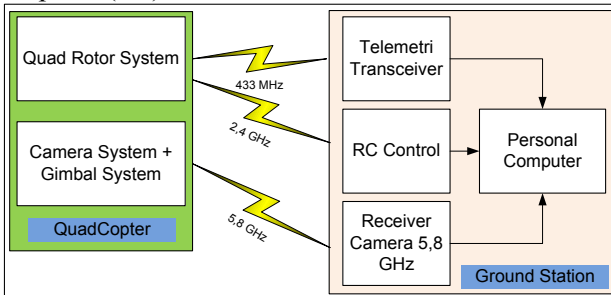 Quad Rotor System
Camera System +
Gimbal System
QuadCopter
433 MHz
2,4 GHz
5,8 GHz
Telemetri
Transceiver
RC Control
Receiver
Camera 5,8
GHz
Personal
Computer
Ground Station